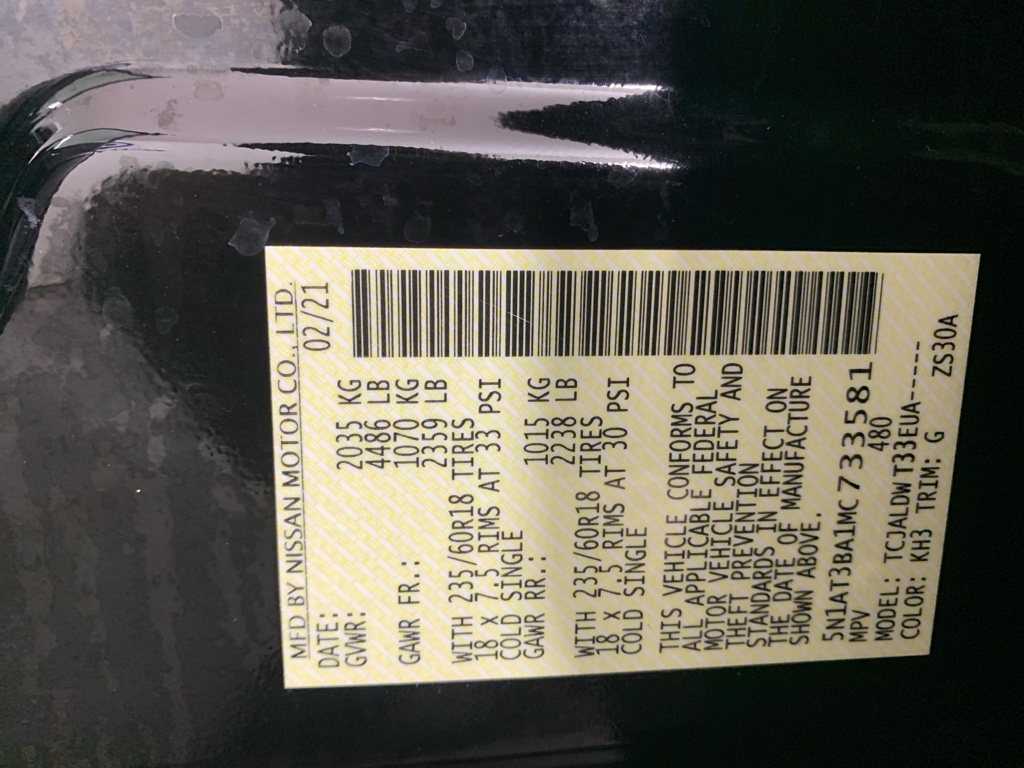 MFD BY NISSAN MOTOR CO., LTD.
DATE: 02/21
GVWR: 2035 KG
4486 LB
GAWR FR.: 1070 KG
2359 LB
WITH 235/60R18 TIRES
18 X 7.5 RIMS AT 33 PSI
COLD SINGLE
GAWR RR.: 1015 KG
2238 LB
WITH 235/60R18 TIRES
18 X 7.5 RIMS AT 30 PSI
COLD SINGLE
THIS VEHICLE CONFORMS TO
ALL APPLICABLE FEDERAL
MOTOR VEHICLE SAFETY AND
THEFT PREVENTION
STANDARDS IN EFFECT ON
THE DATE OF MANUFACTURE
SHOWN ABOVE.
5N1AT3BA1MC733581
MPV 480
MODEL: TCJALDWT33EUA-----
COLOR: KH3 TRIM: G ZS30A